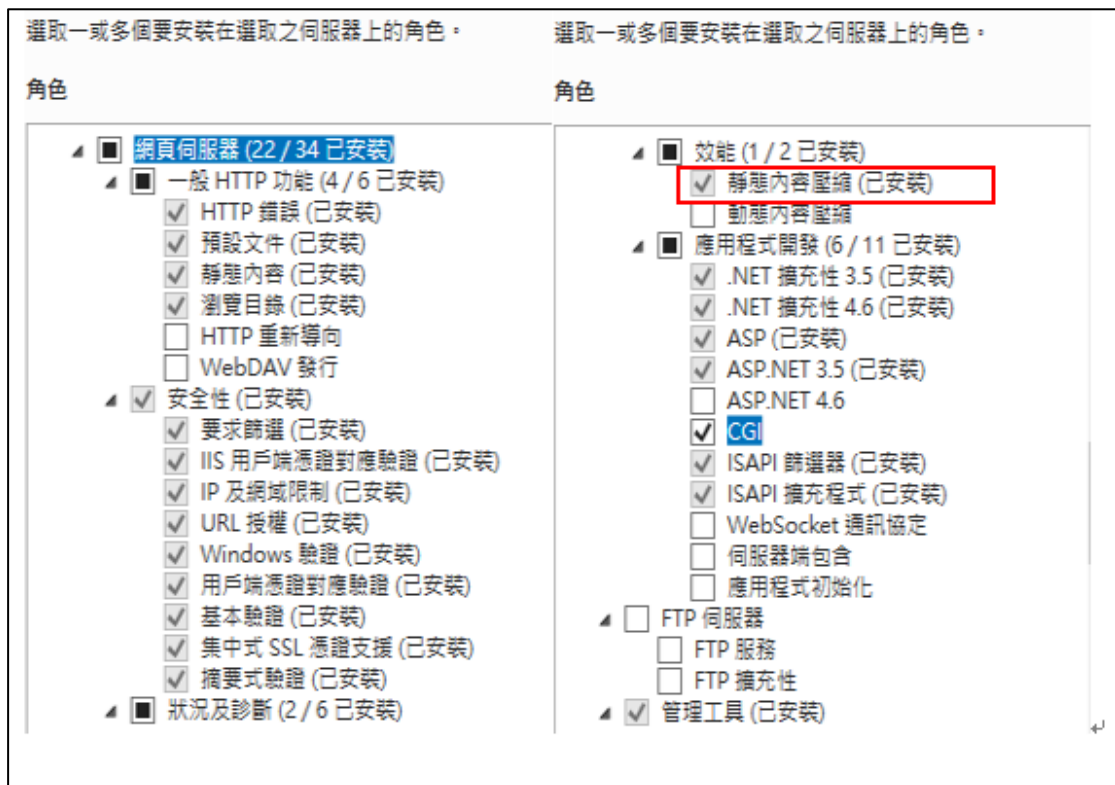 選取一或多個要安裝在選取之伺服器上的角色。
角色
網頁伺服器 (22 / 34 已安裝)
一般 HTTP 功能 (4 / 6 已安裝)
HTTP 錯誤 (已安裝)
預設文件 (已安裝)
靜態內容 (已安裝)
瀏覽目錄 (已安裝)
HTTP 重新導向
WebDAV 發行
安全性 (已安裝)
要求篩選 (已安裝)
IIS 用戶端憑證對應驗證 (已安裝)
IP 及網域限制 (已安裝)
URL 授權 (已安裝)
Windows 驗證 (已安裝)
用戶端憑證對應驗證 (已安裝)
基本驗證 (已安裝)
集中式 SSL 憑證支援 (已安裝)
摘要式驗證 (已安裝)
狀況及診斷 (2 / 6 已安裝)
選取一或多個要安裝在選取之伺服器上的角色。
角色
效能 (1 / 2 已安裝)
靜態內容壓縮 (已安裝)
動態內容壓縮
應用程式開發 (6 / 11 已安裝)
.NET 擴充性 3.5 (已安裝)
.NET 擴充性 4.6 (已安裝)
ASP (已安裝)
ASP.NET 3.5 (已安裝)
ASP.NET 4.6
CGI
ISAPI 篩選器 (已安裝)
ISAPI 擴充程式 (已安裝)
WebSocket 通訊協定
伺服器端包含
應用程式初始化
FTP 伺服器
FTP 服務
FTP 擴充性
管理工具 (已安裝)